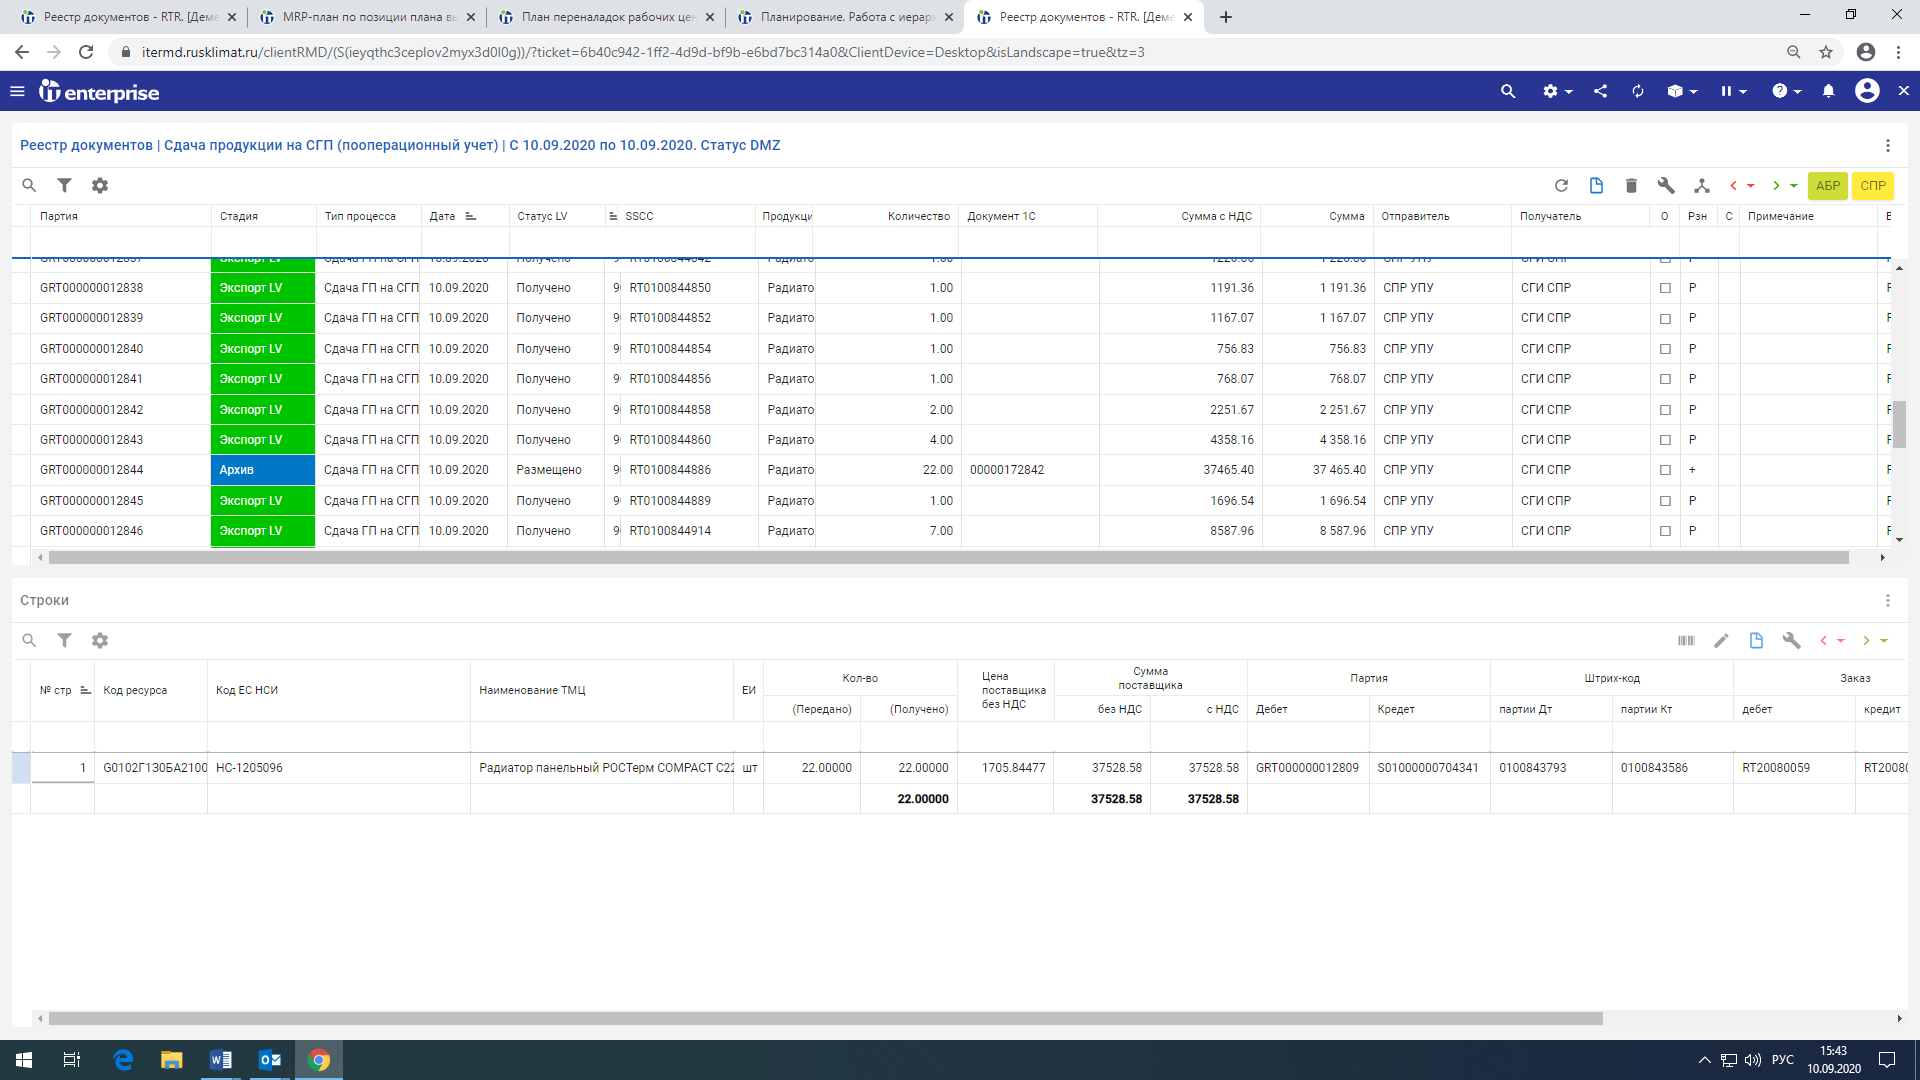 Реестр документов - RTR. [Деме
MRP-план по позиции плана вы
План переналадок рабочих цен
Планирование. Работа с иерар
Реестр документов - RTR. [Деме
itermd.rusklimat.ru/clientRMD/(S(ieyqthc3ceplov2myx3d0l0g))/?ticket=6b40c942-1ff2-4d9d-bf9b-e6bd7bc314a0&ClientDevice=Desktop&isLandscape=true&tz=3
enterprise
Реестр документов | Сдача продукции на СГП (пооперационный учет) | С 10.09.2020 по 10.09.2020. Статус DMZ
АБР СПР
Партия Стадия Тип процесса Дата Статус LV SSCC Продукци Количество Документ 1С Сумма с НДС Сумма Отправитель Получатель О Рзн С Примечание
GRT000000012838 Экспорт LV Сдача ГП на СГП 10.09.2020 Получено 9 RT0100844850 Радиато 1.00 1191.36 1 191.36 СПР УПУ СГИ СПР Р
GRT000000012839 Экспорт LV Сдача ГП на СГП 10.09.2020 Получено 9 RT0100844852 Радиато 1.00 1167.07 1 167.07 СПР УПУ СГИ СПР Р
GRT000000012840 Экспорт LV Сдача ГП на СГП 10.09.2020 Получено 9 RT0100844854 Радиато 1.00 756.83 756.83 СПР УПУ СГИ СПР Р
GRT000000012841 Экспорт LV Сдача ГП на СГП 10.09.2020 Получено 9 RT0100844856 Радиато 1.00 768.07 768.07 СПР УПУ СГИ СПР Р
GRT000000012842 Экспорт LV Сдача ГП на СГП 10.09.2020 Получено 9 RT0100844858 Радиато 2.00 2251.67 2 251.67 СПР УПУ СГИ СПР Р
GRT000000012843 Экспорт LV Сдача ГП на СГП 10.09.2020 Получено 9 RT0100844860 Радиато 4.00 4358.16 4 358.16 СПР УПУ СГИ СПР Р
GRT000000012844 Архив Сдача ГП на СГП 10.09.2020 Размещено 9 RT0100844886 Радиато 22.00 00000172842 37465.40 37 465.40 СПР УПУ СГИ СПР +
GRT000000012845 Экспорт LV Сдача ГП на СГП 10.09.2020 Получено 9 RT0100844889 Радиато 1.00 1696.54 1 696.54 СПР УПУ СГИ СПР Р
GRT000000012846 Экспорт LV Сдача ГП на СГП 10.09.2020 Получено 9 RT0100844914 Радиато 7.00 8587.96 8 587.96 СПР УПУ СГИ СПР Р
Строки
№ стр Код ресурса Код ЕС НСИ Наименование ТМЦ ЕИ Кол-во Цена поставщика без НДС Сумма поставщика Партия Штрих-код Заказ
(Передано) (Получено) без НДС с НДС Дебет Кредет партии Дт партии Кт дебет кредит
1 G0102Г130БА2100 НС-1205096 Радиатор панельный РОСТерм COMPACT C22 шт 22.00000 22.00000 1705.84477 37528.58 37528.58 GRT000000012809 S01000000704341 0100843793 0100843586 RT20080059 RT20080
22.00000 37528.58 37528.58
РУС
15:43
10.09.2020